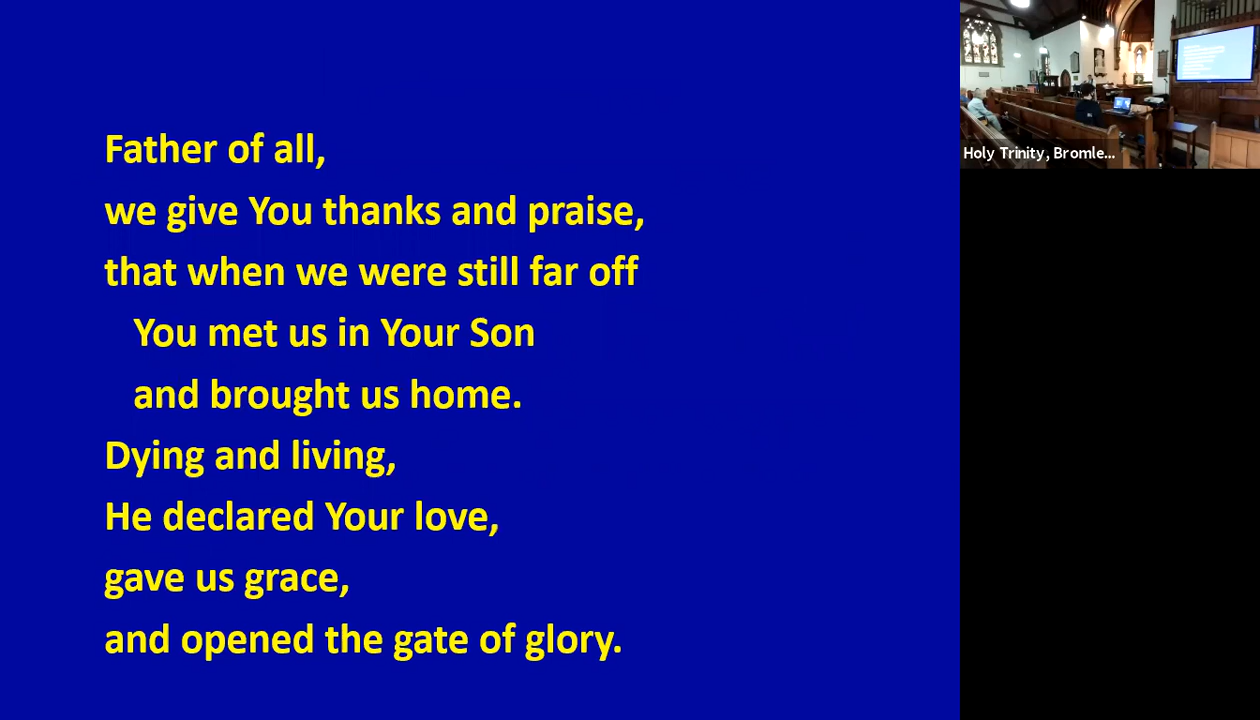 Father of all,
we give You thanks and praise,
that when we were still far off
You met us in Your Son
and brought us home.
Dying and living,
He declared Your love,
gave us grace,
and opened the gate of glory.
Holy Trinity, Bromle...